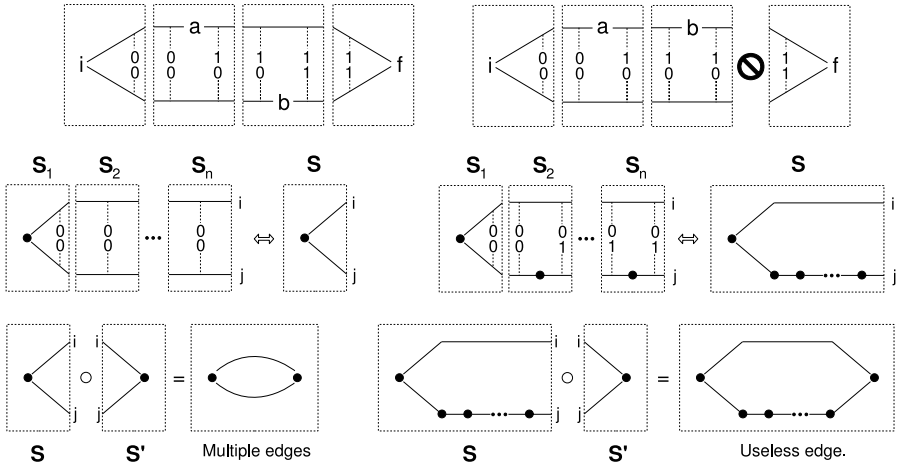 a
b
i
0 0 1 1 1 1
0 0 0 0 1 1
f
b
a
i
0 0 1 1 1 1
0 0 0 0 0 1
f
S1 S2 Sn S
i
0 0 0
0 0 0
... ⇔
j
i
j
S1 S2 Sn S
i
0 0 0 0 0
0 0 1 1 1
... ⇔
j
i
...
j
i i
○ =
j j
S S'
Multiple edges
i i
○ =
... j j ...
S S'
Useless edge.